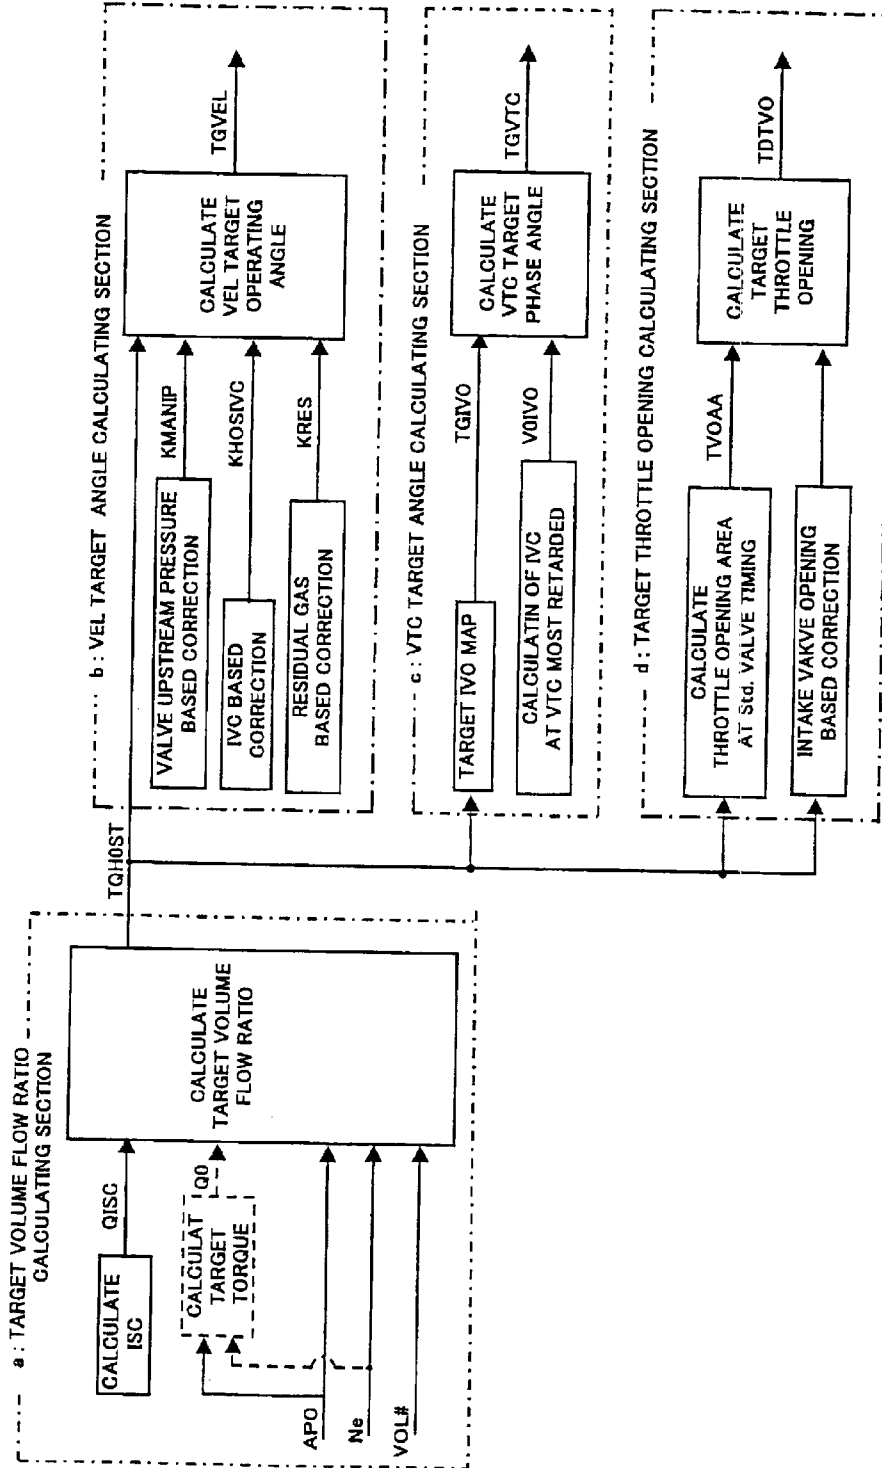 a : TARGET VOLUME FLOW RATIO
CALCULATING SECTION
CALCULATE
ISC
QISC
CALCULAT
TARGET
TORQUE
Q0
APO
Ne
VOL#
CALCULATE
TARGET VOLUME
FLOW RATIO
TQH0ST
b : VEL TARGET ANGLE CALCULATING SECTION
VALVE UPSTREAM PRESSURE
BASED CORRECTION
KMANIP
IVC BASED
CORRECTION
KHOSIVC
RESIDUAL GAS
BASED CORRECTION
KRES
CALCULATE
VEL TARGET
OPERATING
ANGLE
TGVEL
c : VTC TARGET ANGLE CALCULATING SECTION
TARGET IVO MAP
TGIVO
CALCULATIN OF IVC
AT VTC MOST RETARDED
V0IVO
CALCULATE
VTC TARGET
PHASE ANGLE
TGVTC
d : TARGET THROTTLE OPENING CALCULATING SECTION
CALCULATE
THROTTLE OPENING AREA
AT Std. VALVE TIMING
TVOAA
INTAKE VAKVE OPENING
BASED CORRECTION
CALCULATE
TARGET
THROTTLE
OPENING
TDTVO